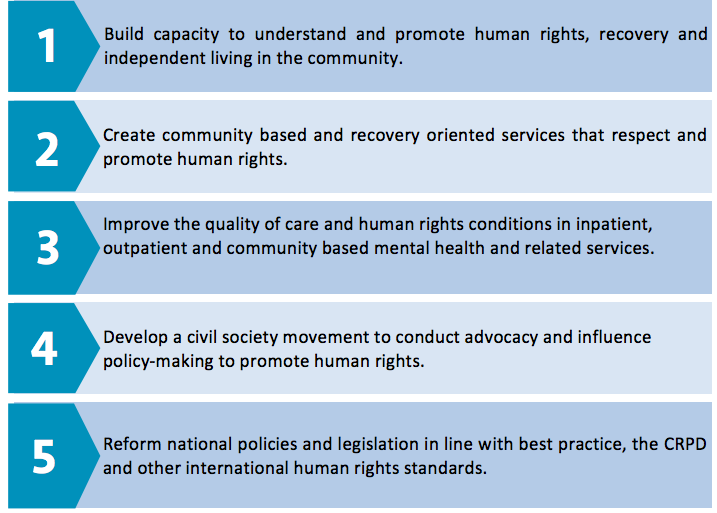 1
Build capacity to understand and promote human rights, recovery and
independent living in the community.
2
Create community based and recovery oriented services that respect and
promote human rights.
3
Improve the quality of care and human rights conditions in inpatient,
outpatient and community based mental health and related services.
4
Develop a civil society movement to conduct advocacy and influence
policy-making to promote human rights.
5
Reform national policies and legislation in line with best practice, the CRPD
and other international human rights standards.